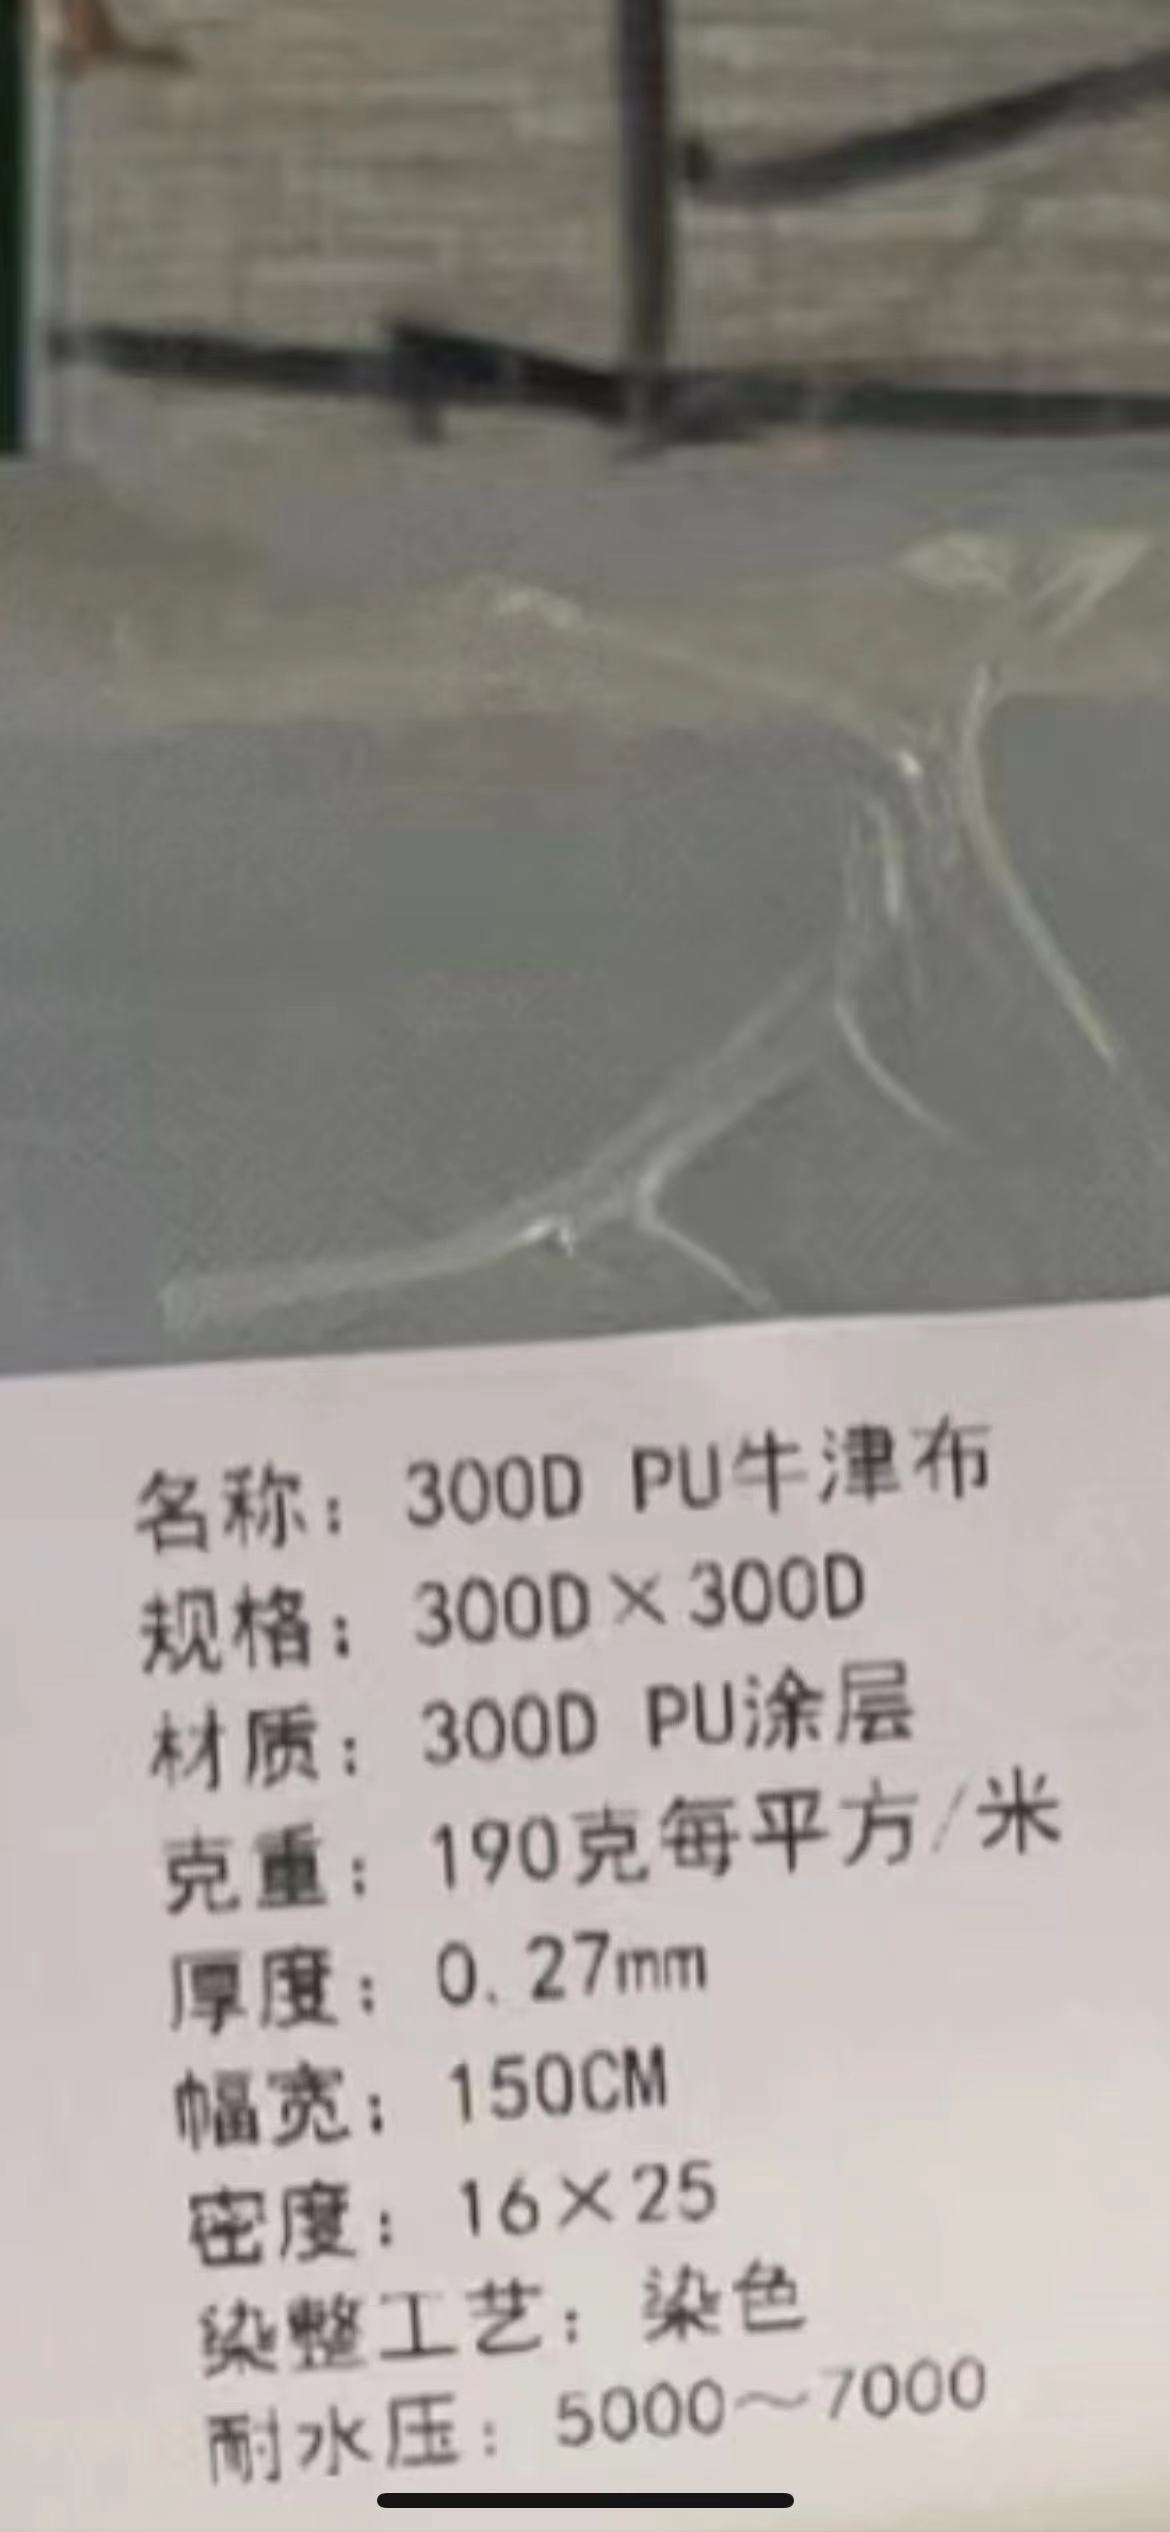 名称：300D PU牛津布
规格：300D×300D
材质：300D PU涂层
克重：190克每平方/米
厚度：0.27mm
幅宽：150CM
密度：16×25
染整工艺：染色
耐水压：5000～7000